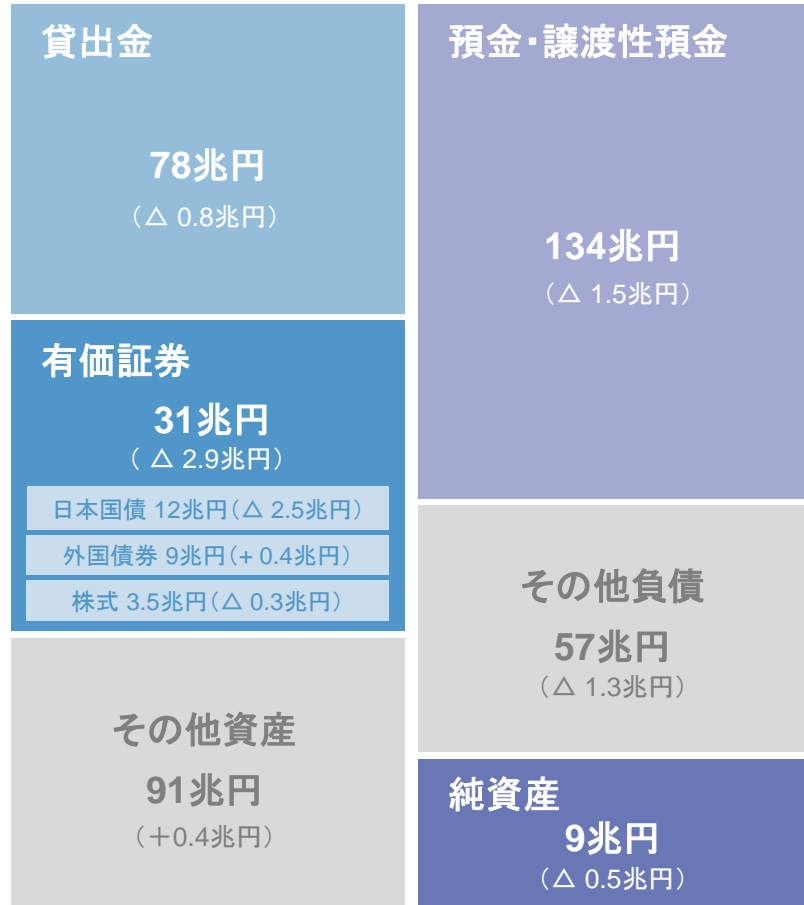 貸出金
78兆円
（△ 0.8兆円）
有価証券
31兆円
（ △ 2.9兆円）
日本国債 12兆円（△ 2.5兆円）
外国債券 9兆円（+ 0.4兆円）
株式 3.5兆円（△ 0.3兆円）
その他資産
91兆円
（＋0.4兆円）
預金・譲渡性預金
134兆円
（△ 1.5兆円）
その他負債
57兆円
（△ 1.3兆円）
純資産
9兆円
（△ 0.5兆円）